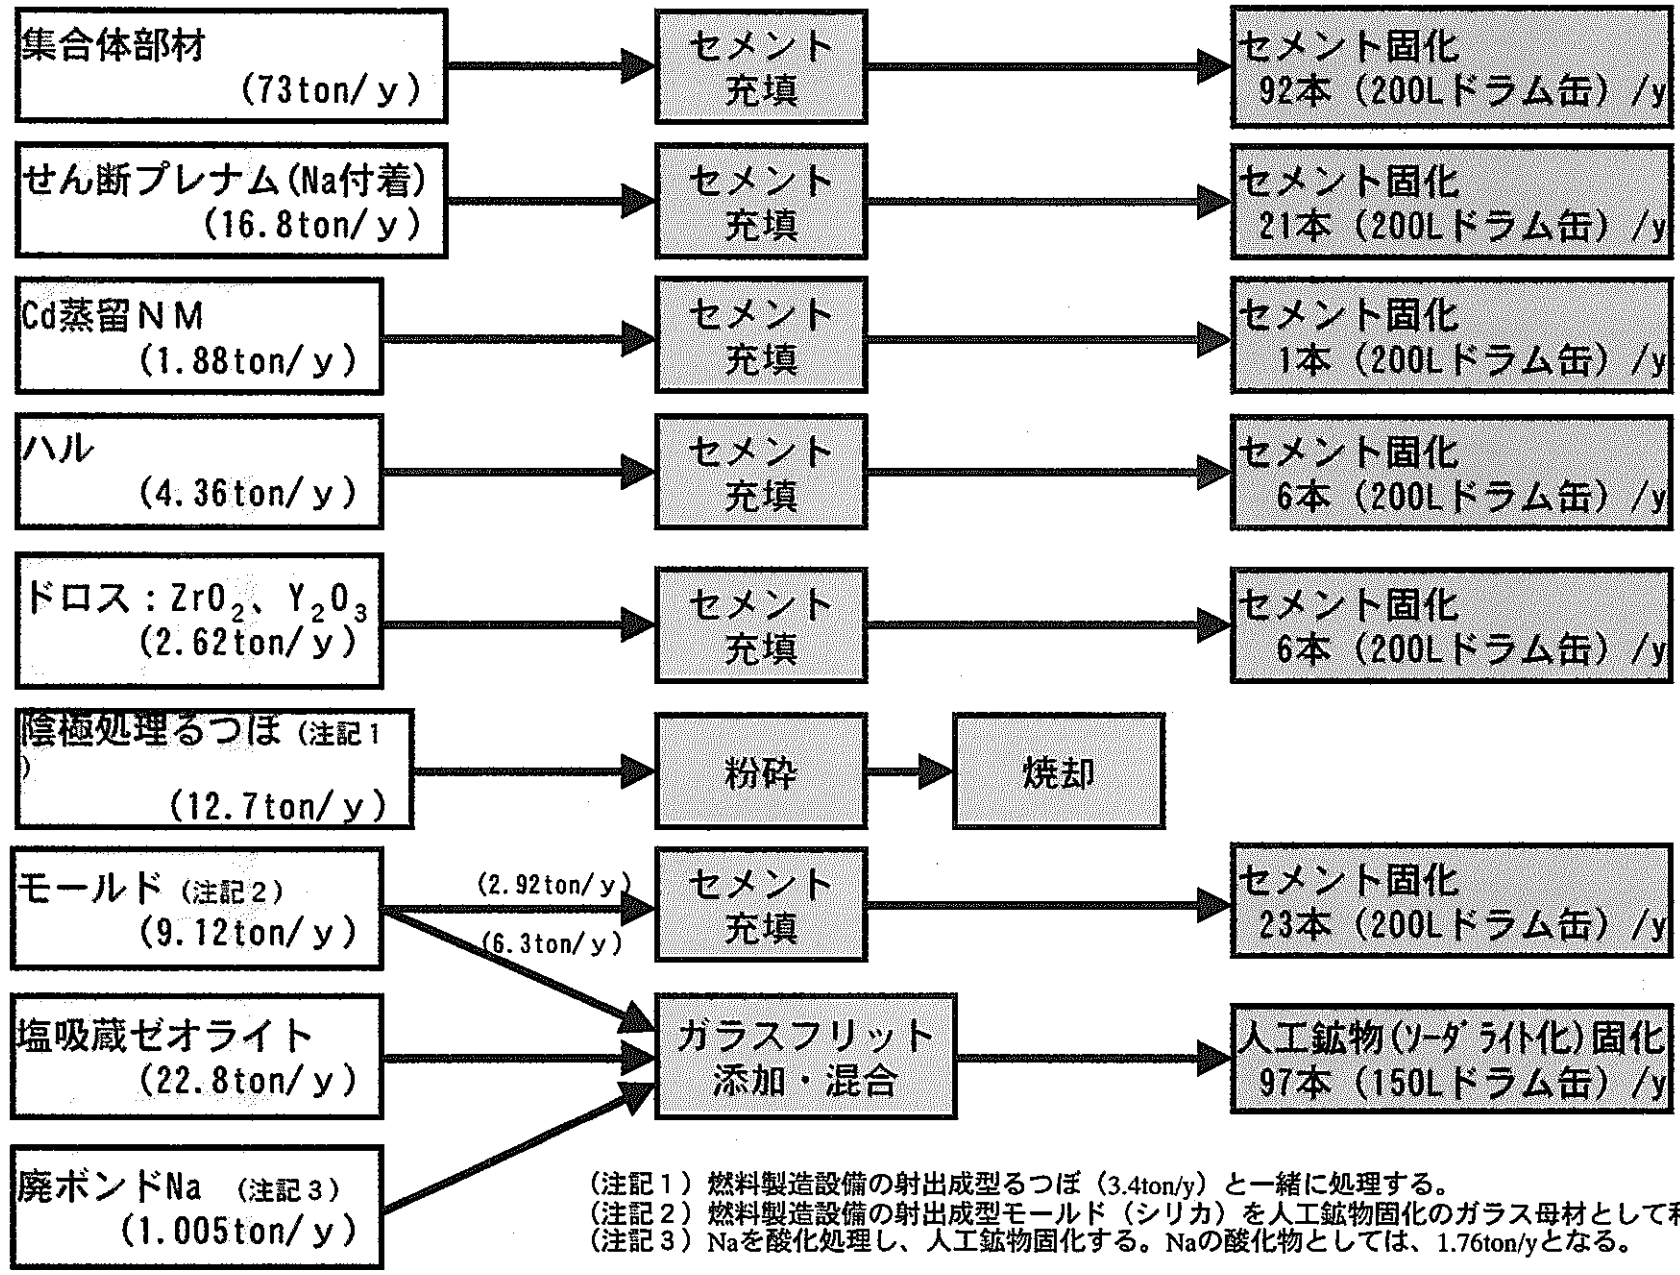 集合体部材
(73ton/y)
セメント
充填
セメント固化
92本 (200Lドラム缶) /y
せん断プレナム(Na付着)
(16.8ton/y)
セメント
充填
セメント固化
21本 (200Lドラム缶) /y
Cd蒸留NM
(1.88ton/y)
セメント
充填
セメント固化
1本 (200Lドラム缶) /y
ハル
(4.36ton/y)
セメント
充填
セメント固化
6本 (200Lドラム缶) /y
ドロス:ZrO₂、Y₂O₃
(2.62ton/y)
セメント
充填
セメント固化
6本 (200Lドラム缶) /y
陰極処理るつぼ (注記1
)
(12.7ton/y)
粉砕
焼却
モールド (注記2)
(9.12ton/y)
(2.92ton/y)
(6.3ton/y)
セメント
充填
セメント固化
23本 (200Lドラム缶) /y
塩吸蔵ゼオライト
(22.8ton/y)
ガラスフリット
添加・混合
人工鉱物(ソーダライト化)固化
97本 (150Lドラム缶) /y
廃ボンドNa (注記3)
(1.005ton/y)
(注記1) 燃料製造設備の射出成型るつぼ (3.4ton/y) と一緒に処理する。
(注記2) 燃料製造設備の射出成型モールド (シリカ) を人工鉱物固化のガラス母材として
(注記3) Naを酸化処理し、人工鉱物固化する。Naの酸化物としては、1.76ton/yとなる。